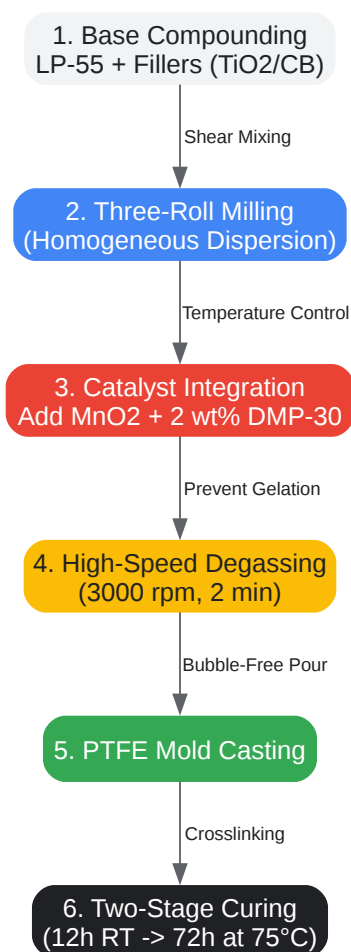 1. Base Compounding
LP-55 + Fillers (TiO2/CB)
Shear Mixing
2. Three-Roll Milling
(Homogeneous Dispersion)
Temperature Control
3. Catalyst Integration
Add MnO2 + 2 wt% DMP-30
Prevent Gelation
4. High-Speed Degassing
(3000 rpm, 2 min)
Bubble-Free Pour
5. PTFE Mold Casting
Crosslinking
6. Two-Stage Curing
(12h RT -> 72h at 75°C)